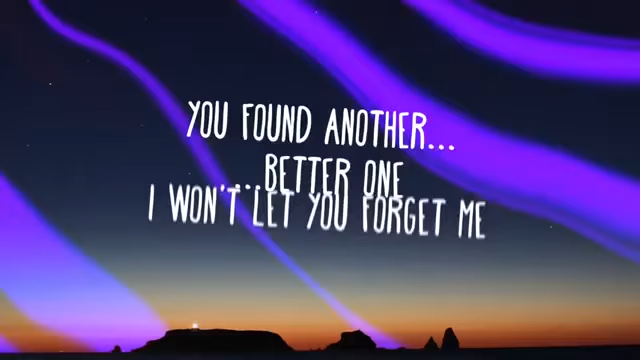 YOU FOUND ANOTHER...
...BETTER ONE
I WON'T LET YOU FORGET ME